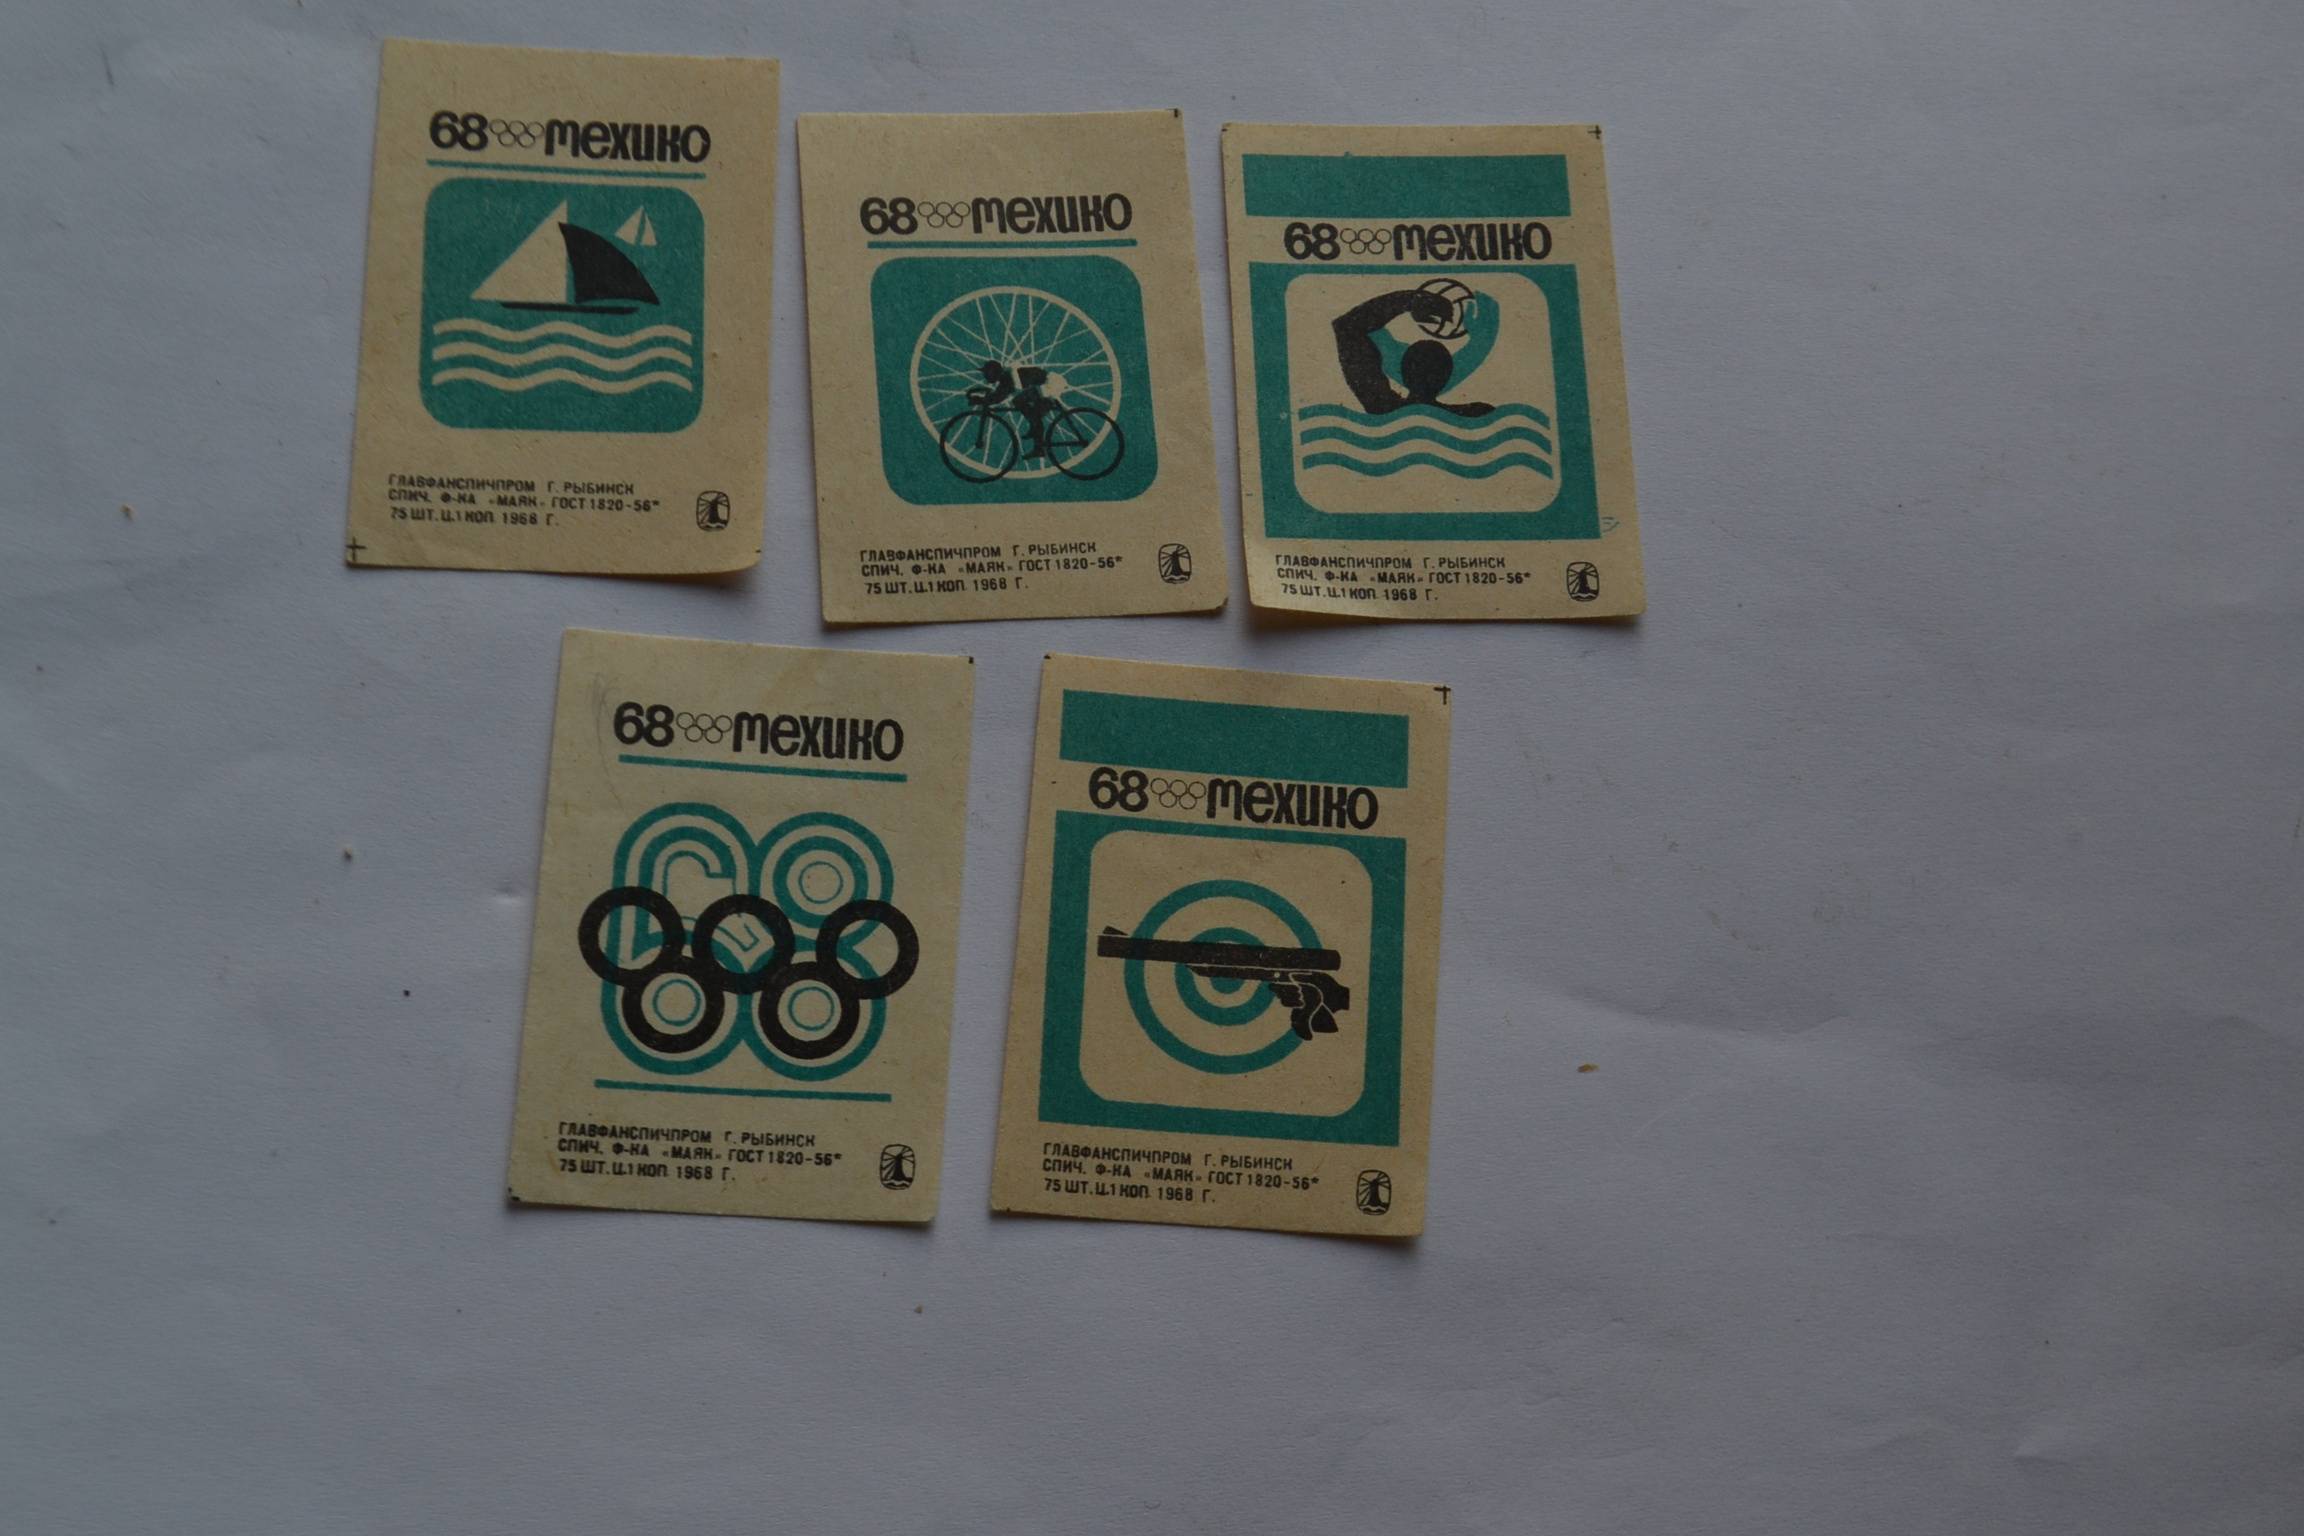 68 мехико
ГЛАВФАНСПИЧПРОМ Г. РЫБИНСК
СПИЧ. Ф-КА «МАЯК» ГОСТ 1820-56*
75 ШТ. Ц.1 КОП. 1968 Г.
68 мехико
ГЛАВФАНСПИЧПРОМ Г. РЫБИНСК
СПИЧ. Ф-КА «МАЯК» ГОСТ 1820-56*
75 ШТ. Ц.1 КОП. 1968 Г.
68 мехико
ГЛАВФАНСПИЧПРОМ Г. РЫБИНСК
СПИЧ. Ф-КА «МАЯК» ГОСТ 1820-56*
75 ШТ. Ц.1 КОП. 1968 Г.
68 мехико
ГЛАВФАНСПИЧПРОМ Г. РЫБИНСК
СПИЧ. Ф-КА «МАЯК» ГОСТ 1820-56*
75 ШТ. Ц.1 КОП. 1968 Г.
68 мехико
ГЛАВФАНСПИЧПРОМ Г. РЫБИНСК
СПИЧ. Ф-КА «МАЯК» ГОСТ 1820-56*
75 ШТ. Ц.1 КОП. 1968 Г.